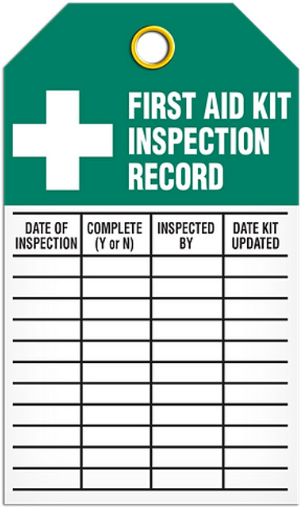 FIRST AID KIT
INSPECTION
RECORD
DATE OF INSPECTION COMPLETE (Y or N) INSPECTED BY DATE KIT UPDATED